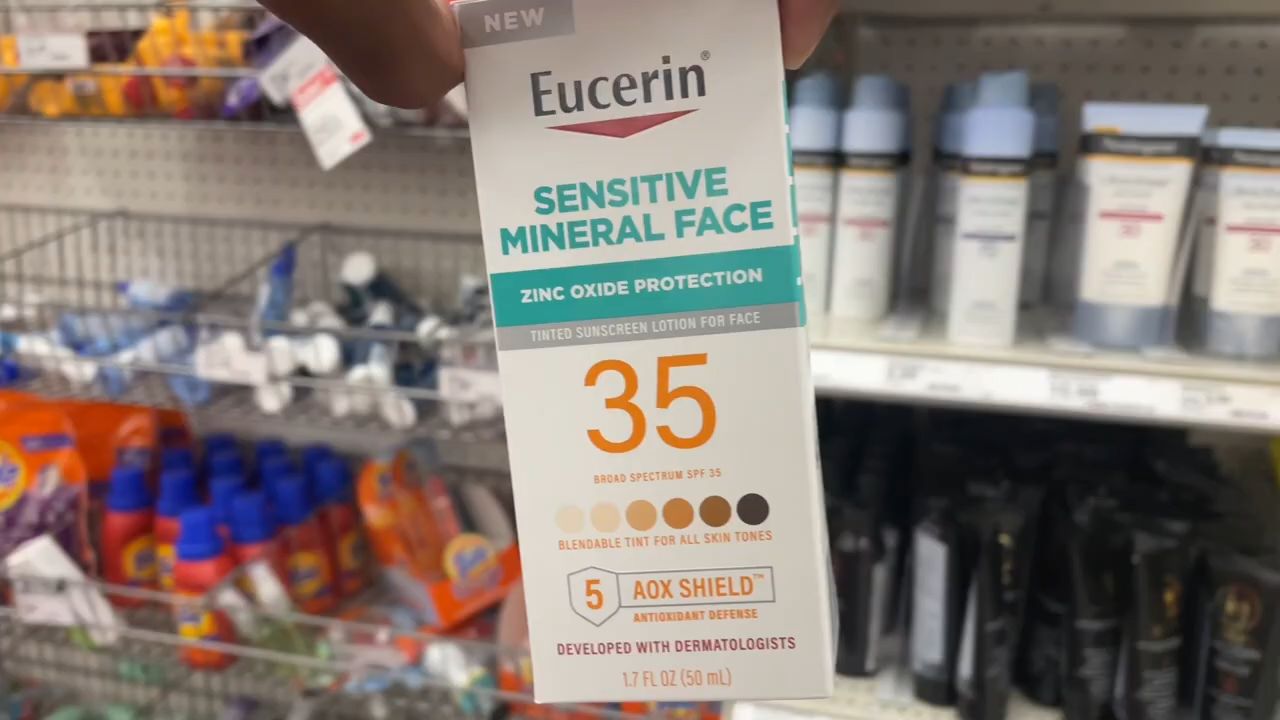 NEW
Eucerin®
SENSITIVE
MINERAL FACE
ZINC OXIDE PROTECTION
TINTED SUNSCREEN LOTION FOR FACE
35
BROAD SPECTRUM SPF 35
BLENDABLE TINT FOR ALL SKIN TONES
5 AOX SHIELD™
ANTIOXIDANT DEFENSE
DEVELOPED WITH DERMATOLOGISTS
1.7 FL OZ (50 mL)
Neutrogena
Tide